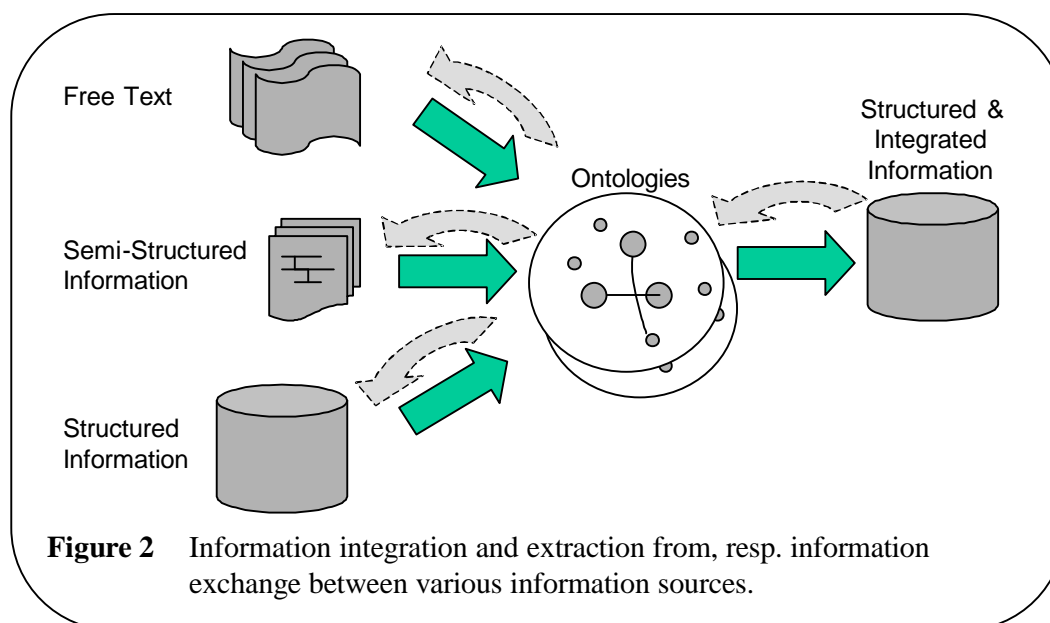 Free Text
Structured &
Integrated
Information
Ontologies
Semi-Structured
Information
Structured
Information
Figure 2 Information integration and extraction from, resp. information
exchange between various information sources.